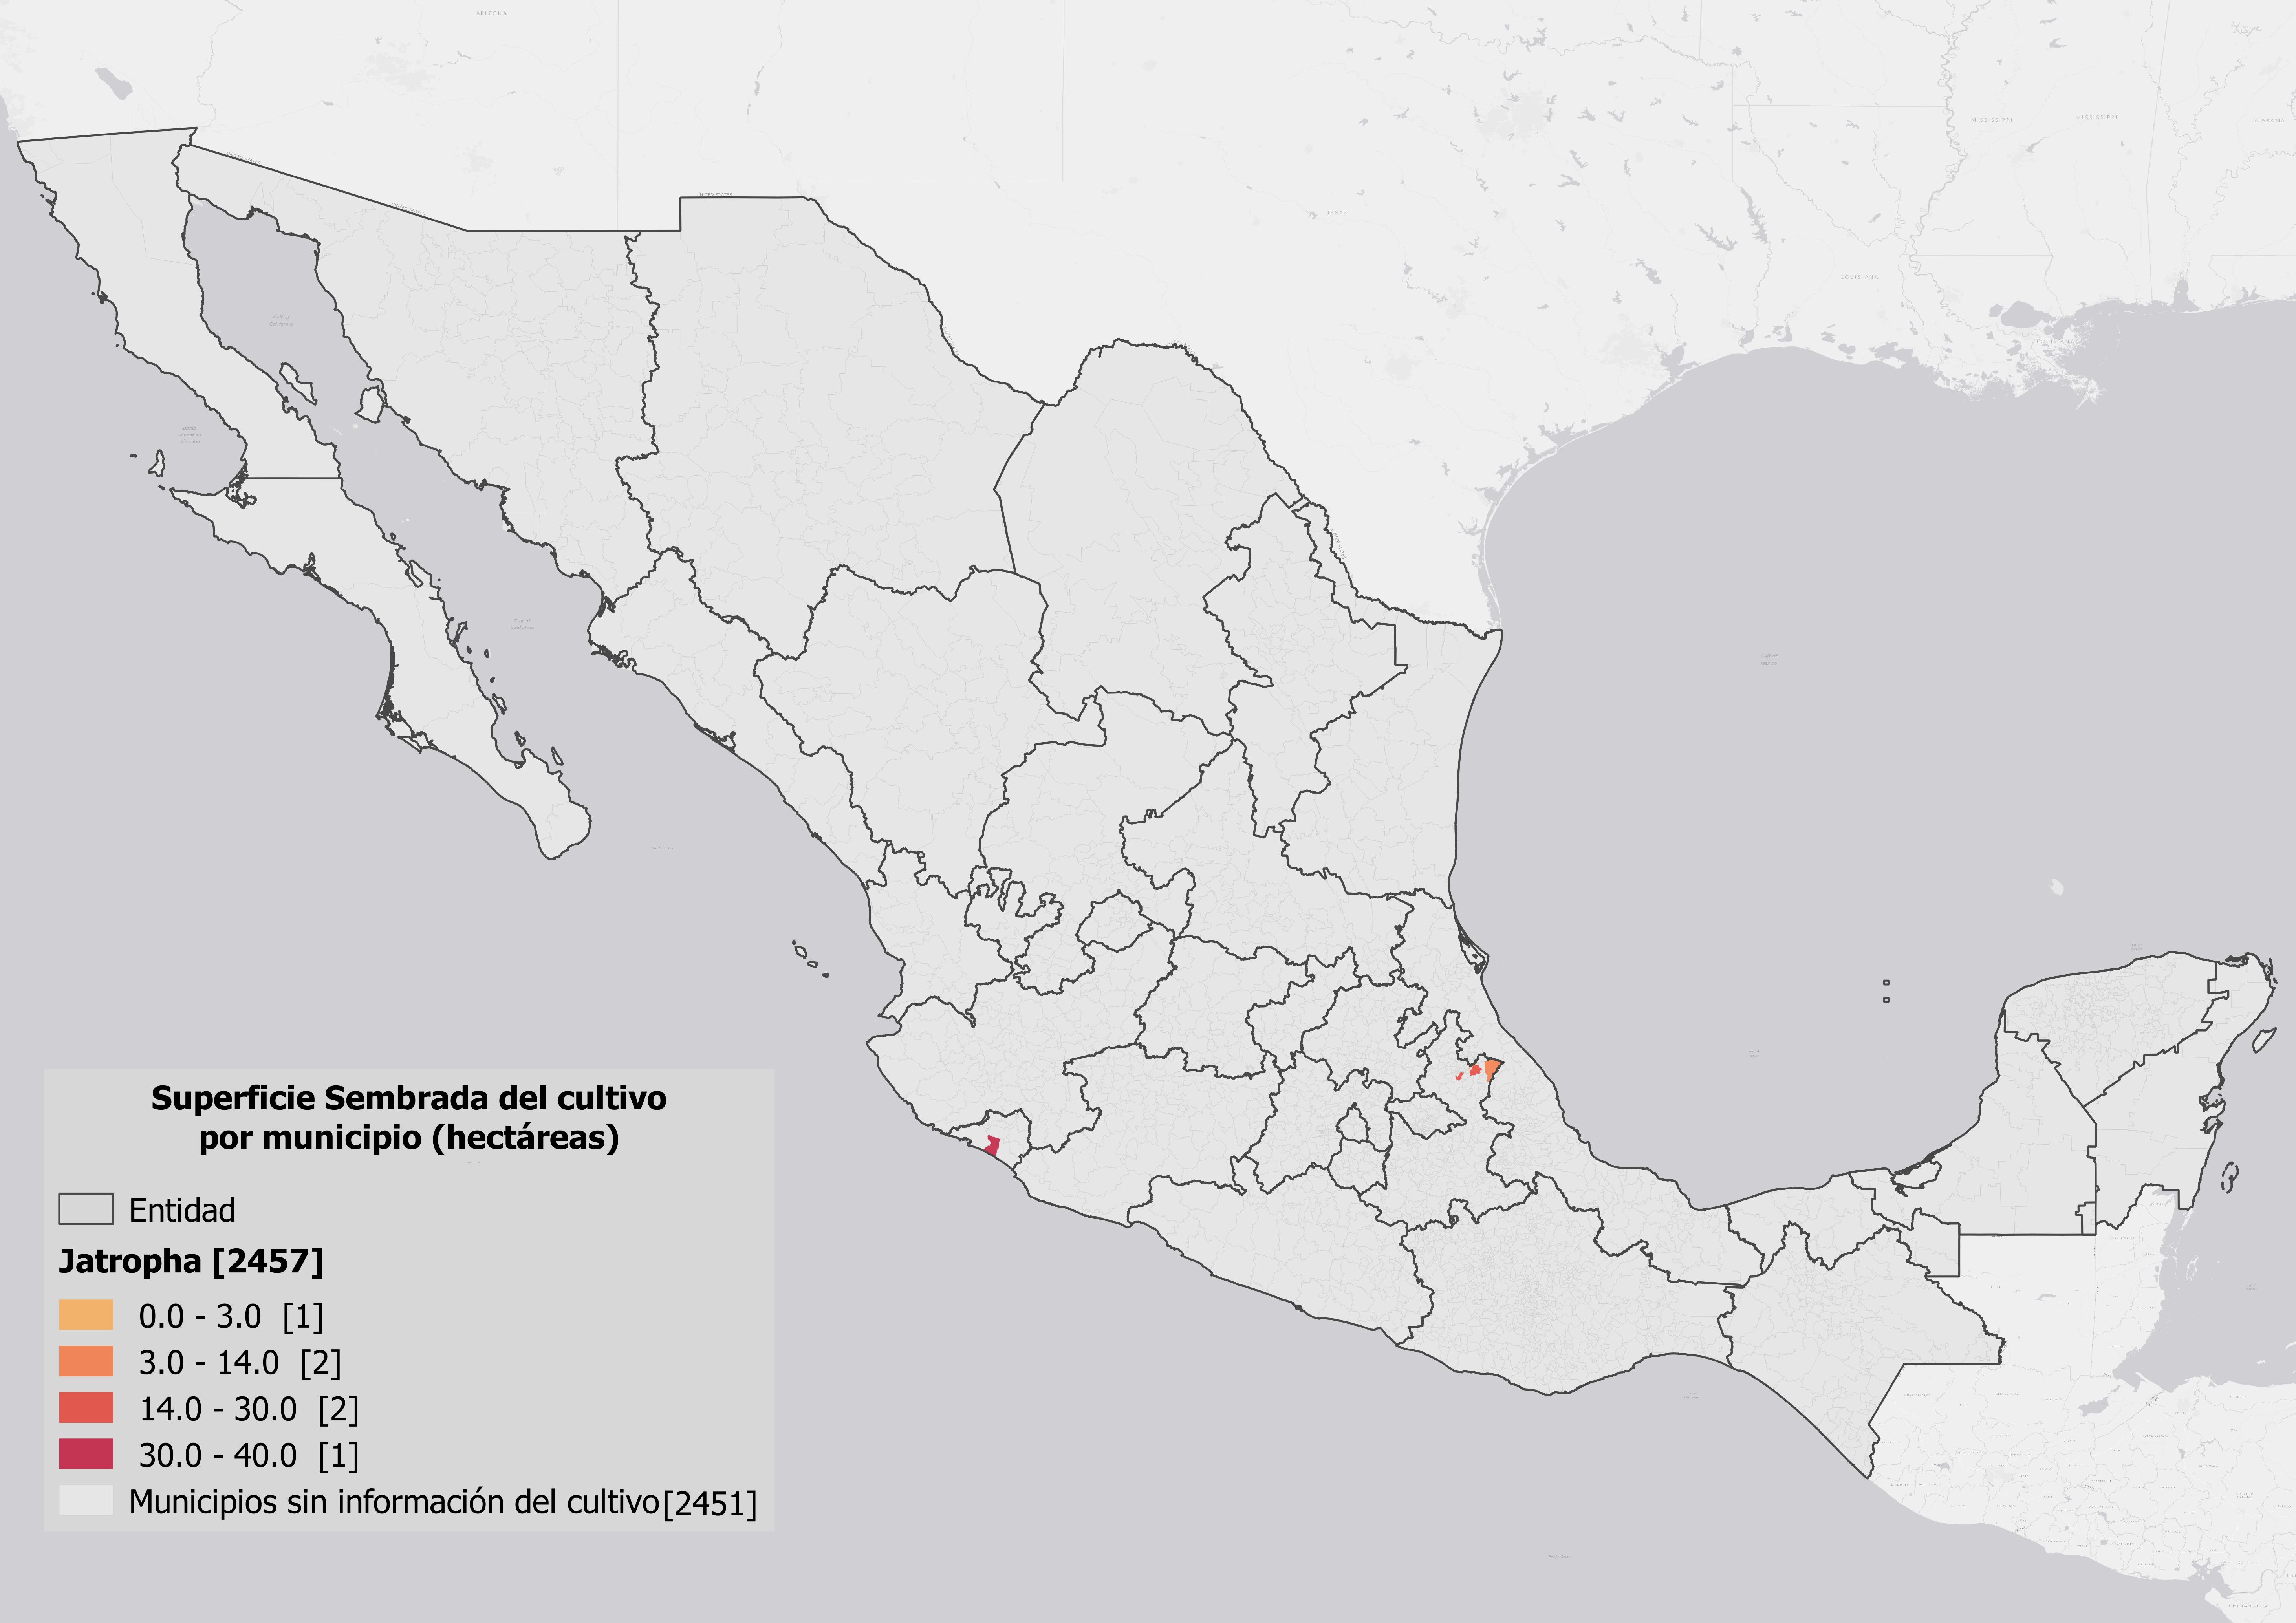 ARIZONA
TEXAS
MISSISSIPPI
ALABAMA
Superficie Sembrada del cultivo
por municipio (hectáreas)
Entidad
Jatropha [2457]
0.0 - 3.0 [1]
3.0 - 14.0 [2]
14.0 - 30.0 [2]
30.0 - 40.0 [1]
Municipios sin información del cultivo[2451]